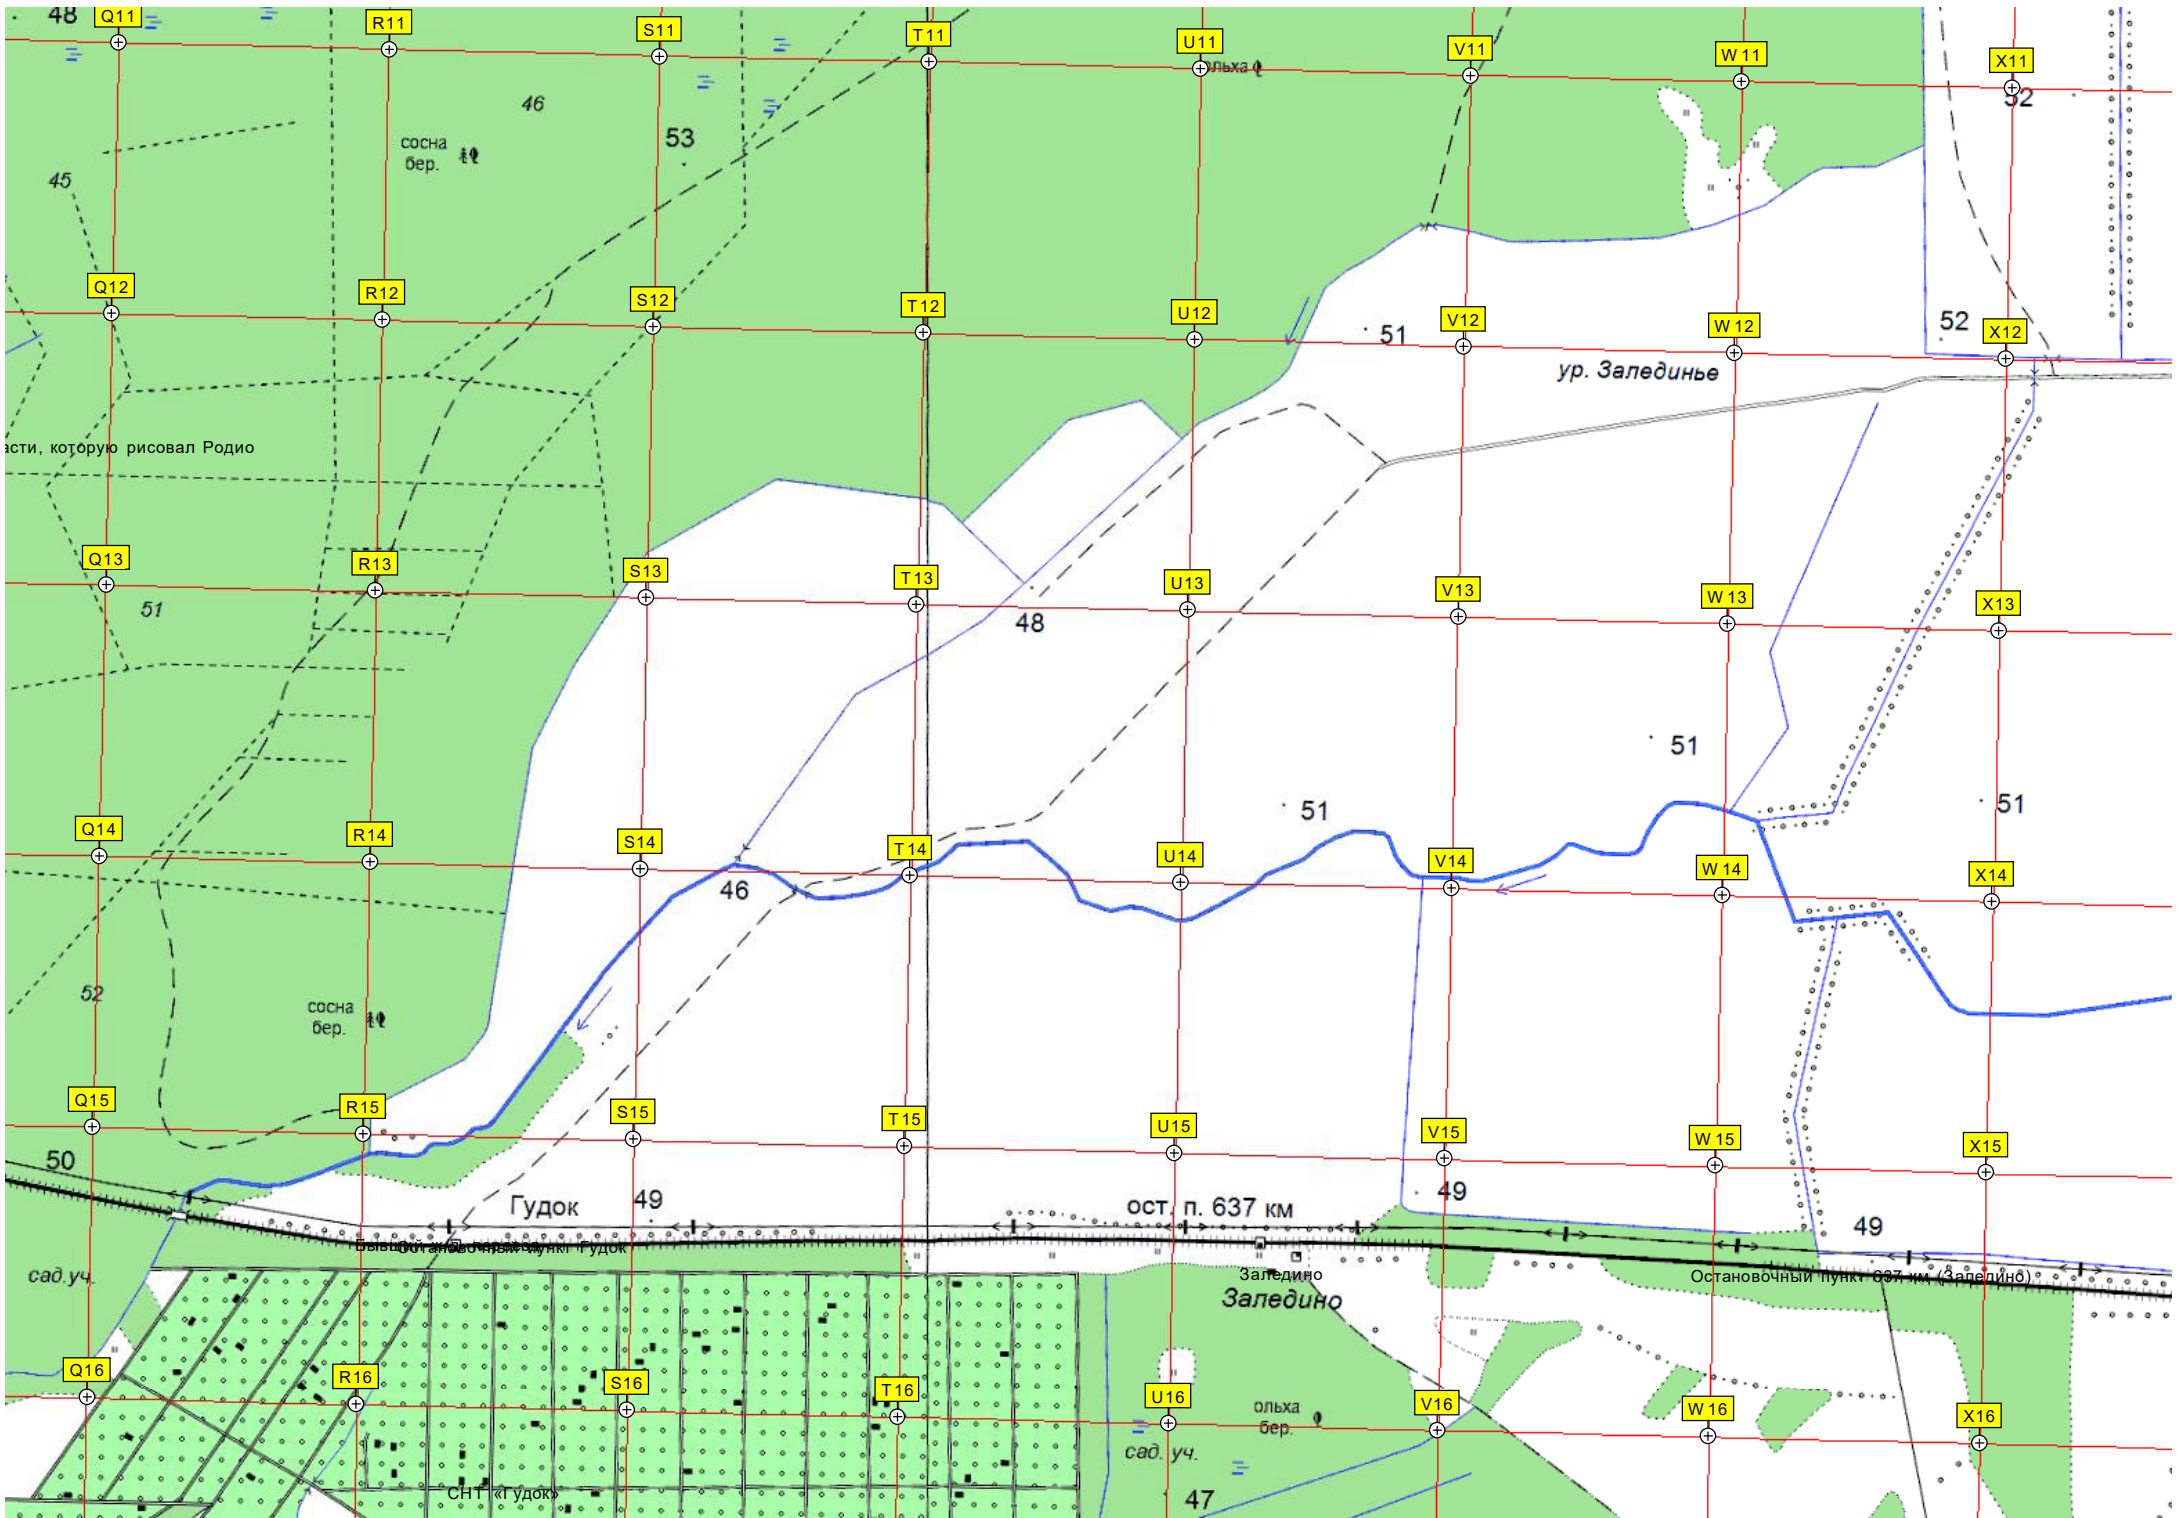 48 Q11 R11 S11 T11 U11 V11 W11 X11
ольха
52
46
сосна
бер.
53
45
Q12 R12 S12 T12 U12 V12 W12 X12
51
52
ур. Залединье
асти, которую рисовал Родио
Q13 R13 S13 T13 U13 V13 W13 X13
51
48
51
51
51
Q14 R14 S14 T14 U14 V14 W14 X14
46
52
сосна
бер.
Q15 R15 S15 T15 U15 V15 W15 X15
50
Гудок
49
ост. п. 637 км
49
49
Остановочный пункт Гудок
сад.уч.
Заледино
Заледино
Остановочный пункт 637 км (Заледино)
Q16 R16 S16 T16 U16 V16 W16 X16
ольха
бер.
сад. уч.
СНТ «Гудок»
47